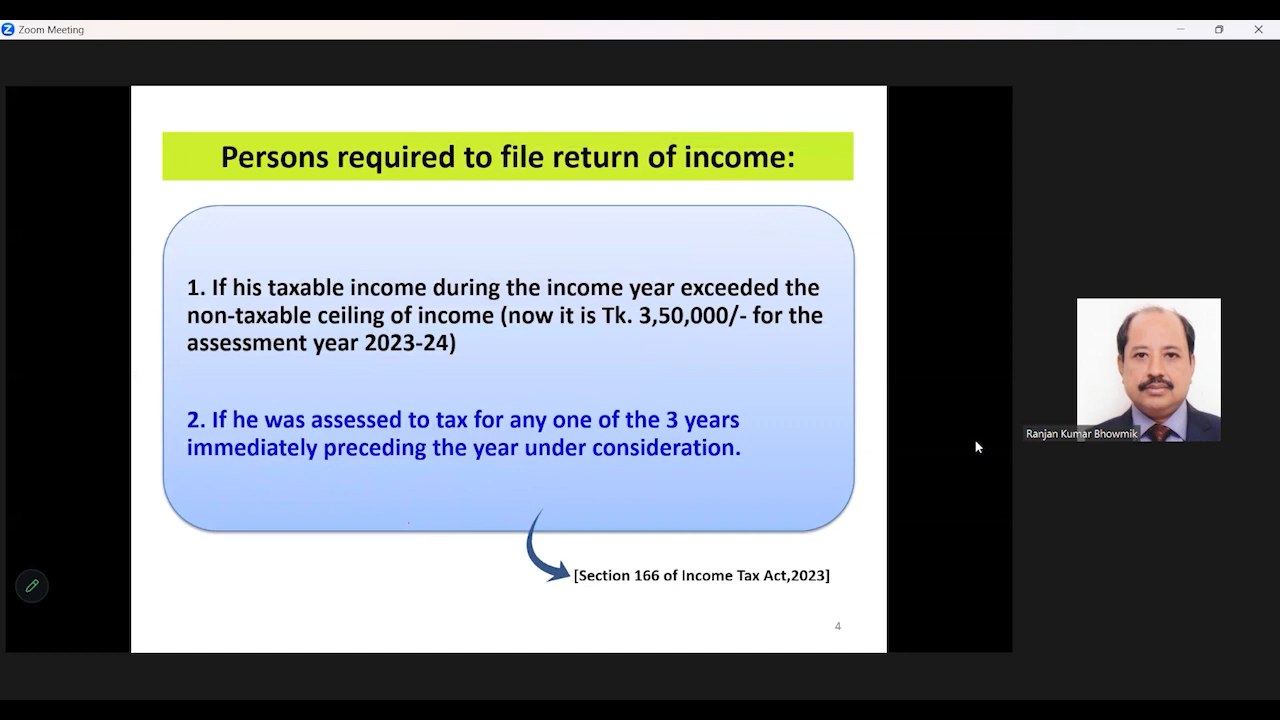 Zoom Meeting
Persons required to file return of income:
1. If his taxable income during the income year exceeded the
non-taxable ceiling of income (now it is Tk. 3,50,000/- for the
assessment year 2023-24)
2. If he was assessed to tax for any one of the 3 years
immediately preceding the year under consideration.
[Section 166 of Income Tax Act,2023]
4
Ranjan Kumar Bhowmik